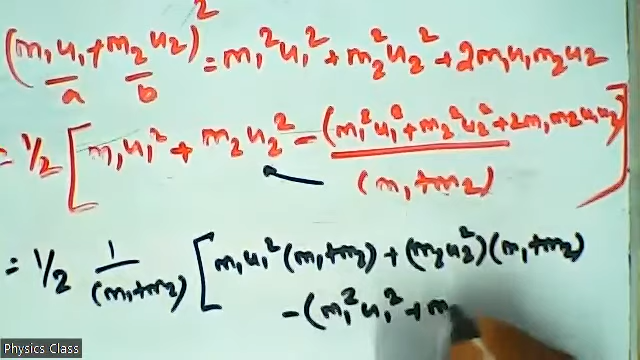 (m₁u₁+m₂u₂)² = m₁²u₁² + m₂²u₂² + 2m₁u₁m₂u₂
a b
= 1/2 [m₁u₁² + m₂u₂² - (m₁²u₁²+m₂²u₂²+2m₁m₂u₁u₂)/(m₁+m₂)]
= 1/2 1/(m₁+m₂) [m₁u₁²(m₁+m₂) + (m₂u₂²)(m₁+m₂)
- (m₁²u₁² + m
Physics Class